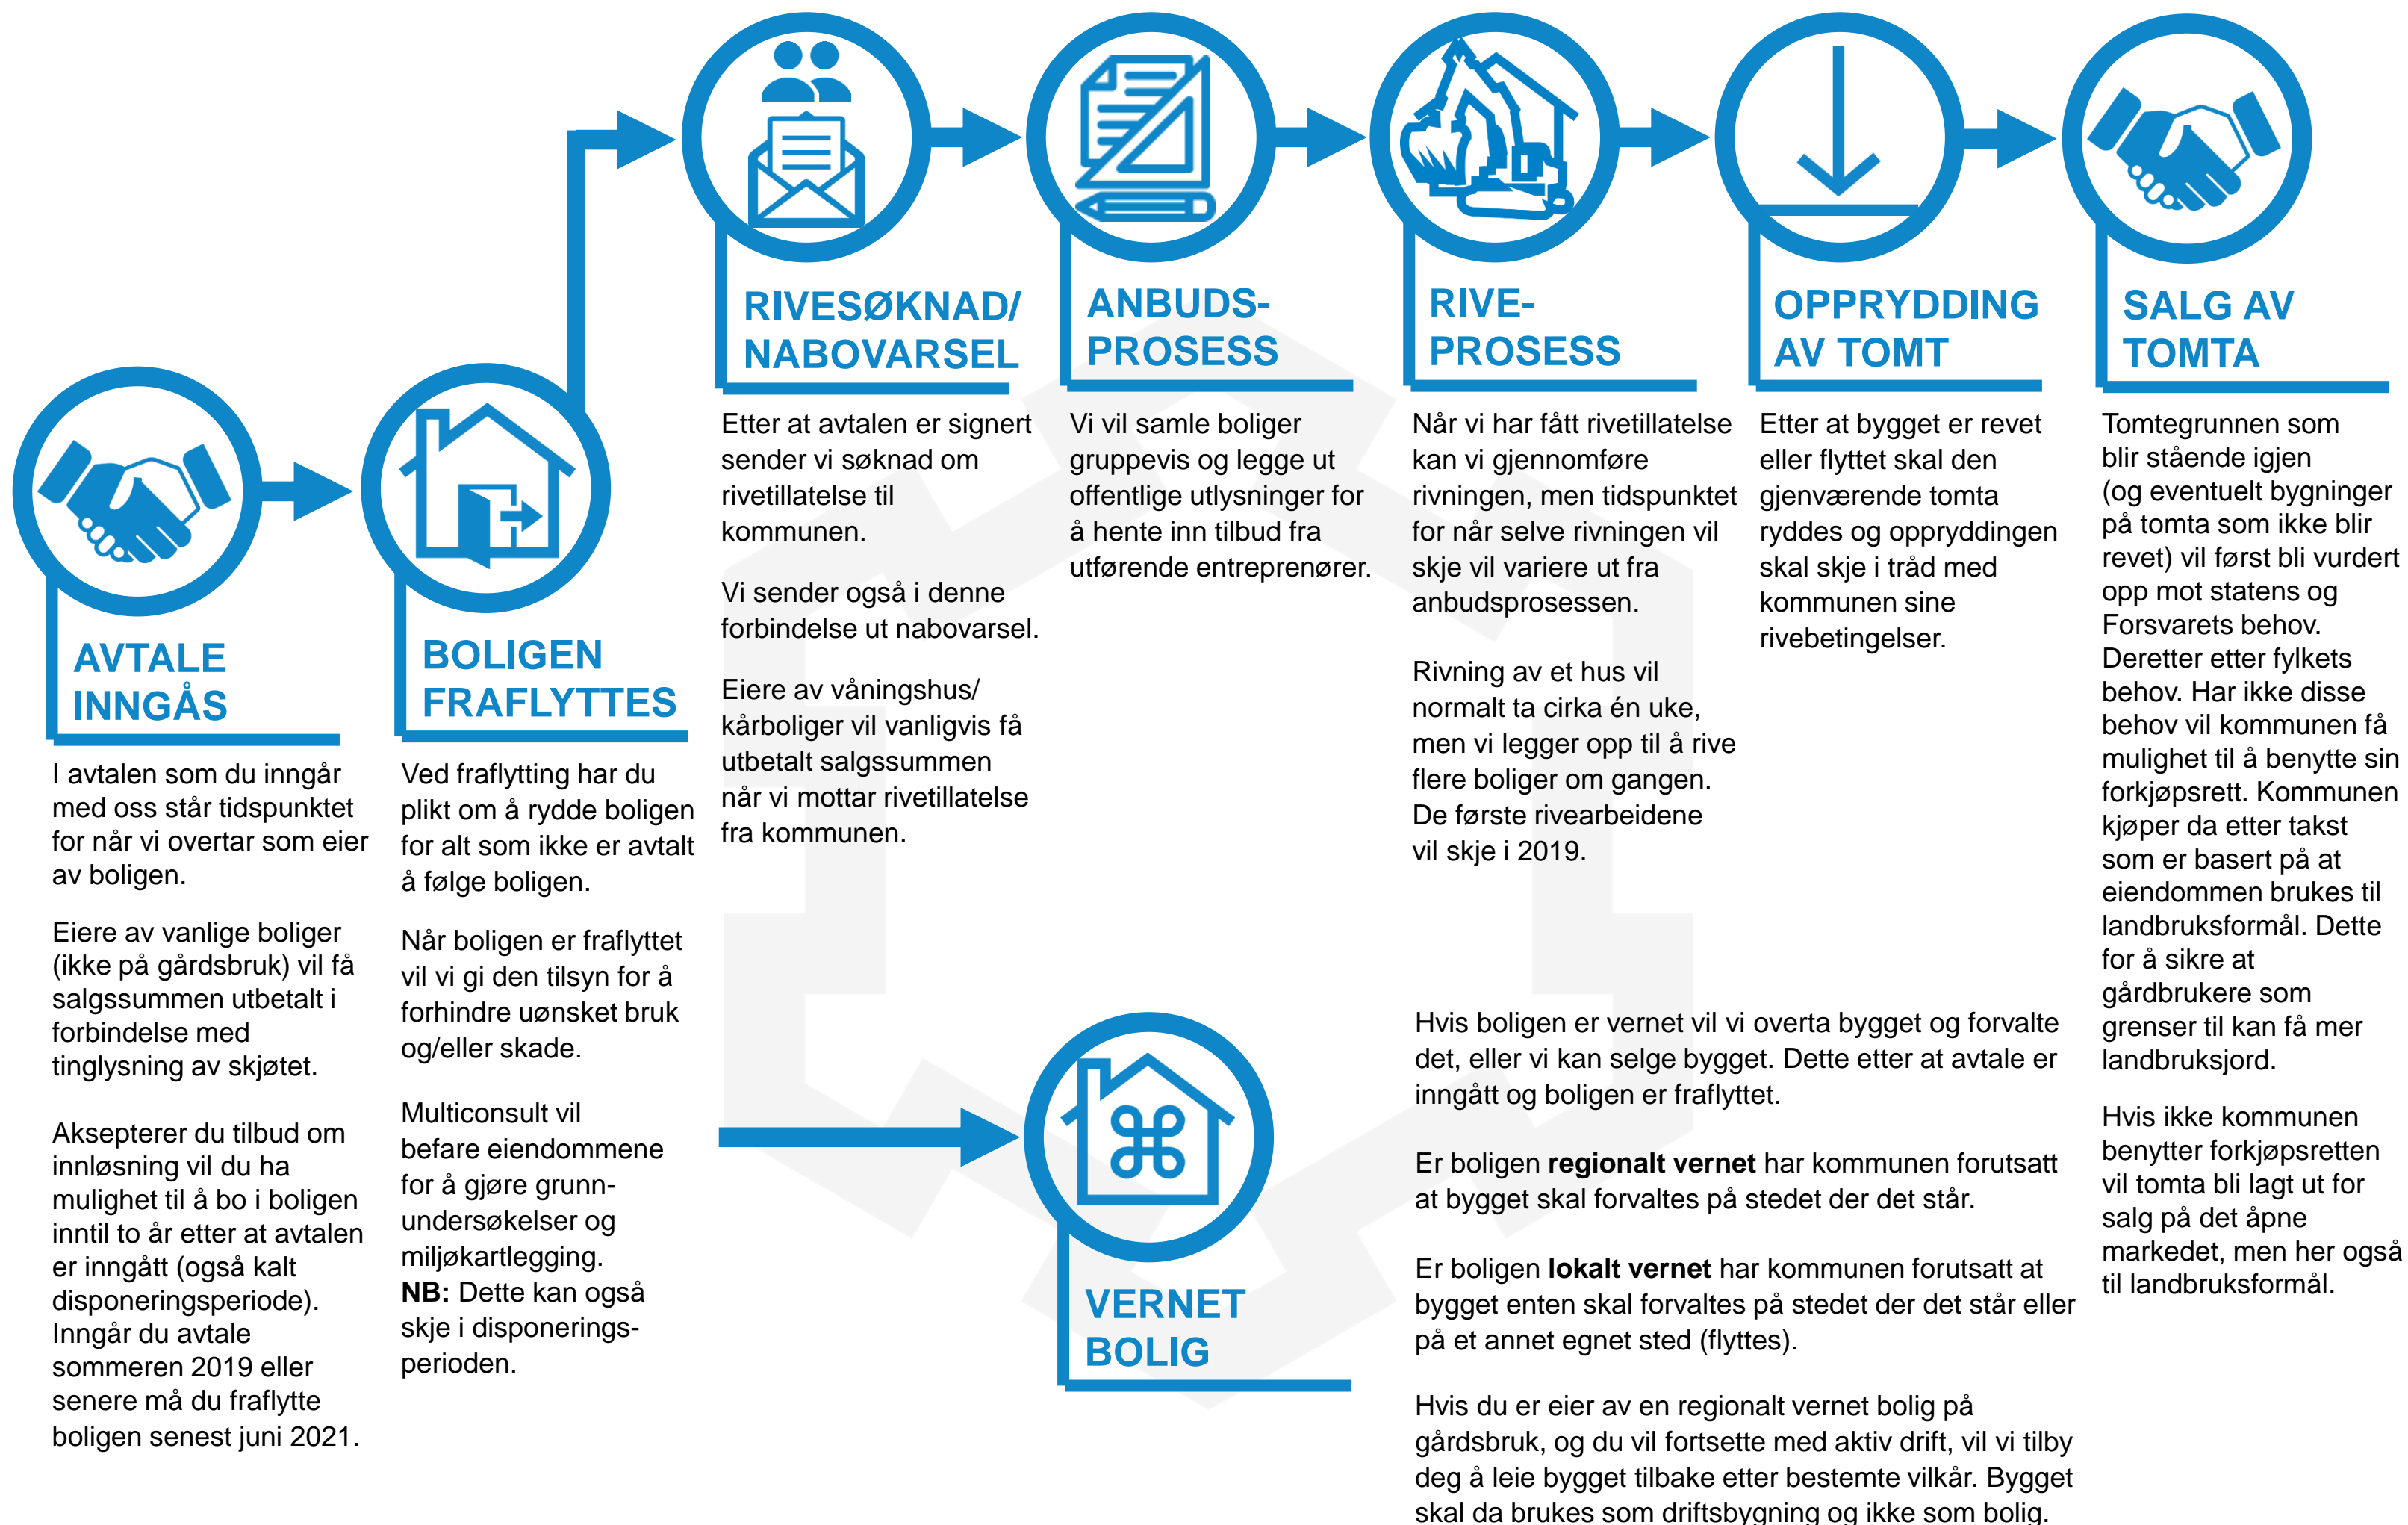 AVTALE
INNGÅS
I avtalen som du inngår
med oss står tidspunktet
for når vi overtar som eier
av boligen.
Eiere av vanlige boliger
(ikke på gårdsbruk) vil få
salgssummen utbetalt i
forbindelse med
tinglysning av skjøtet.
Aksepterer du tilbud om
innløsning vil du ha
mulighet til å bo i boligen
inntil to år etter at avtalen
er inngått (også kalt
disponeringsperiode).
Inngår du avtale
sommeren 2019 eller
senere må du fraflytte
boligen senest juni 2021.
BOLIGEN
FRAFLYTTES
Ved fraflytting har du
plikt om å rydde boligen
for alt som ikke er avtalt
å følge boligen.
Når boligen er fraflyttet
vil vi gi den tilsyn for å
forhindre uønsket bruk
og/eller skade.
Multiconsult vil
befare eiendommene
for å gjøre grunn-
undersøkelser og
miljøkartlegging.
NB: Dette kan også
skje i disponerings-
perioden.
RIVESØKNAD/
NABOVARSEL
Etter at avtalen er signert
sender vi søknad om
rivetillatelse til
kommunen.
Vi sender også i denne
forbindelse ut nabovarsel.
Eiere av våningshus/
kårboliger vil vanligvis få
utbetalt salgssummen
når vi mottar rivetillatelse
fra kommunen.
ANBUDS-
PROSESS
Vi vil samle boliger
gruppevis og legge ut
offentlige utlysninger for
å hente inn tilbud fra
utførende entreprenører.
RIVE-
PROSESS
Når vi har fått rivetillatelse
kan vi gjennomføre
rivningen, men tidspunktet
for når selve rivningen vil
skje vil variere ut fra
anbudsprosessen.
Rivning av et hus vil
normalt ta cirka én uke,
men vi legger opp til å rive
flere boliger om gangen.
De første rivearbeidene
vil skje i 2019.
OPPRYDDING
AV TOMT
Etter at bygget er revet
eller flyttet skal den
gjenværende tomta
ryddes og oppryddingen
skal skje i tråd med
kommunen sine
rivebetingelser.
SALG AV
TOMTA
Tomtegrunnen som
blir stående igjen
(og eventuelt bygninger
på tomta som ikke blir
revet) vil først bli vurdert
opp mot statens og
Forsvarets behov.
Deretter etter fylkets
behov. Har ikke disse
behov vil kommunen få
mulighet til å benytte sin
forkjøpsrett. Kommunen
kjøper da etter takst
som er basert på at
eiendommen brukes til
landbruksformål. Dette
for å sikre at
gårdbrukere som
grenser til kan få mer
landbruksjord.
Hvis ikke kommunen
benytter forkjøpsretten
vil tomta bli lagt ut for
salg på det åpne
markedet, men her også
til landbruksformål.
VERNET
BOLIG
Hvis boligen er vernet vil vi overta bygget og forvalte
det, eller vi kan selge bygget. Dette etter at avtale er
inngått og boligen er fraflyttet.
Er boligen regionalt vernet har kommunen forutsatt
at bygget skal forvaltes på stedet der det står.
Er boligen lokalt vernet har kommunen forutsatt at
bygget enten skal forvaltes på stedet der det står eller
på et annet egnet sted (flyttes).
Hvis du er eier av en regionalt vernet bolig på
gårdsbruk, og du vil fortsette med aktiv drift, vil vi tilby
deg å leie bygget tilbake etter bestemte vilkår. Bygget
skal da brukes som driftsbygning og ikke som bolig.